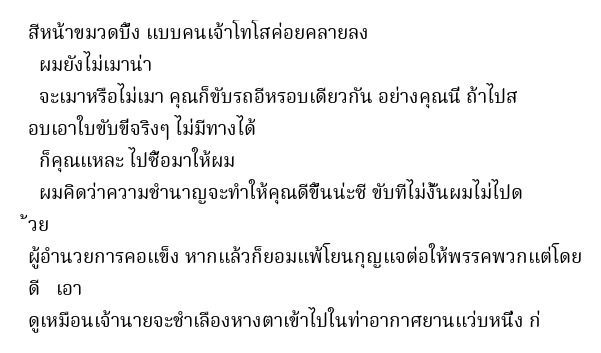 สีหน้าขมวดบึ้ง แบบคนเจ้าโทโสค่อยคลายลง
ผมยังไม่เมาน่า
จะเมาหรือไม่เมา คุณก็ขับรถอีหรอบเดียวกัน อย่างคุณนี่ ถ้าไปส
อบเอาใบขับขี่จริงๆ ไม่มีทางได้
ก็คุณแหละ ไปซื้อมาให้ผม
ผมคิดว่าความชำนาญจะทำให้คุณดีขึ้นน่ะซี ขับทีไม่งั้นผมไม่ไปด
้วย
ผู้อำนวยการคอแข็ง หากแล้วก็ยอมแพ้โยนกุญแจต่อให้พรรคพวกแต่โดย
ดี เอา
ดูเหมือนเจ้านายจะชำเลืองหางตาเข้าไปในท่าอากาศยานแว่บหนึ่ง ก่